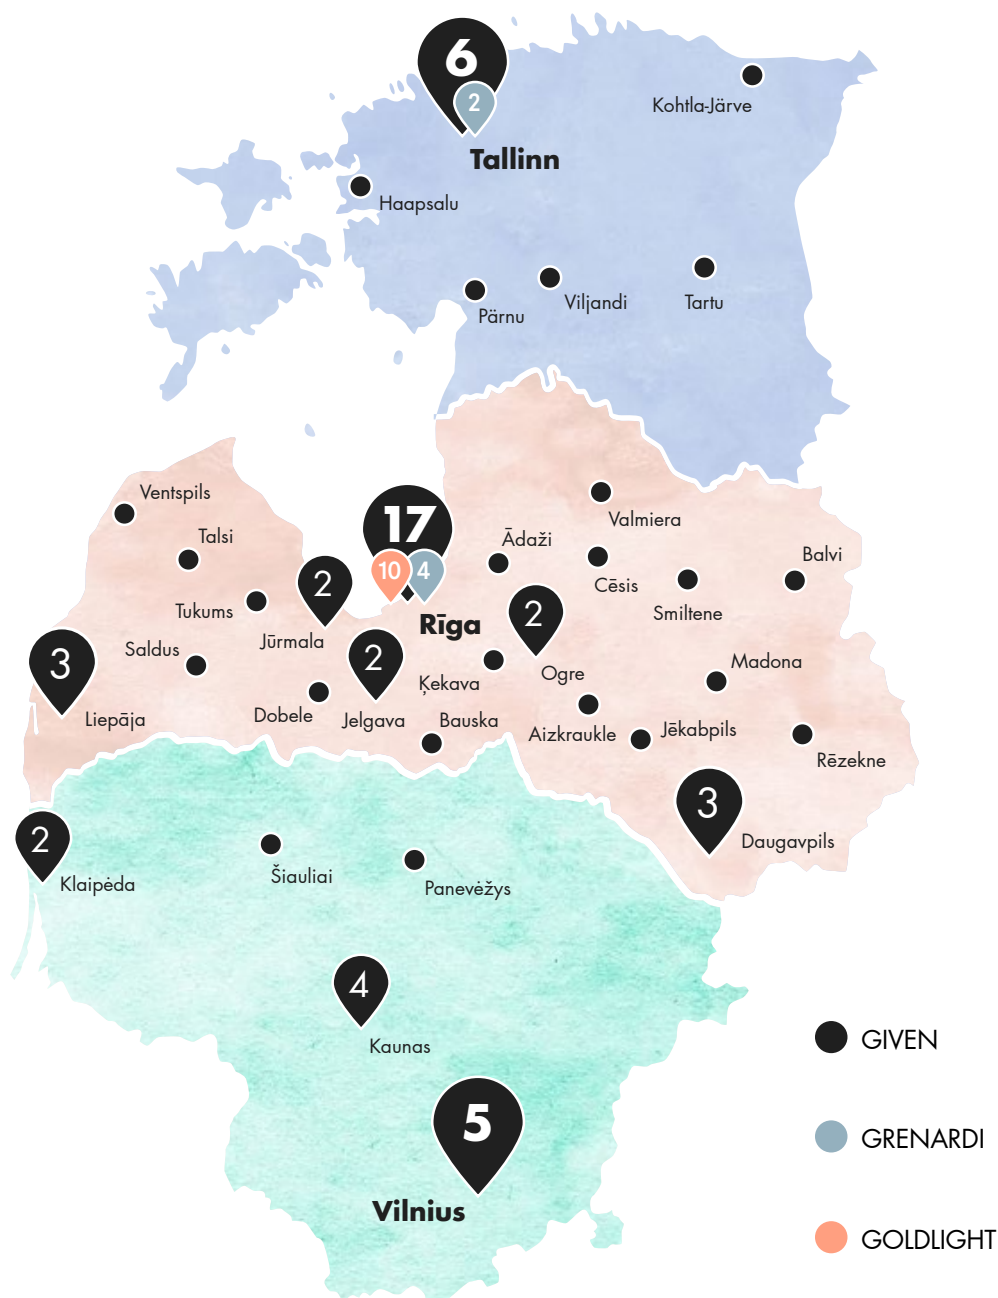 6
2
Kohtla-Järve
Tallinn
Haapsalu
Pärnu
Viljandi
Tartu
Ventspils
Talsi
17
10
4
Ādaži
Valmiera
Cēsis
Balvi
Smiltene
Tukums
2
Jūrmala
Rīga
2
Ogre
3
Liepāja
Saldus
Dobele
2
Jelgava
Ķekava
Bauska
Aizkraukle
Jēkabpils
Madona
Rēzekne
3
Daugavpils
2
Klaipėda
Šiauliai
Panevėžys
4
Kaunas
5
Vilnius
GIVEN
GRENARDI
GOLDLIGHT